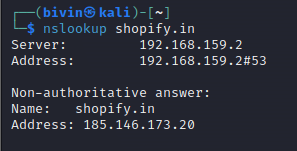 ┌──(bivin㉿kali)-[~]
└─$ nslookup shopify.in
Server:         192.168.159.2
Address:        192.168.159.2#53

Non-authoritative answer:
Name:   shopify.in
Address: 185.146.173.20